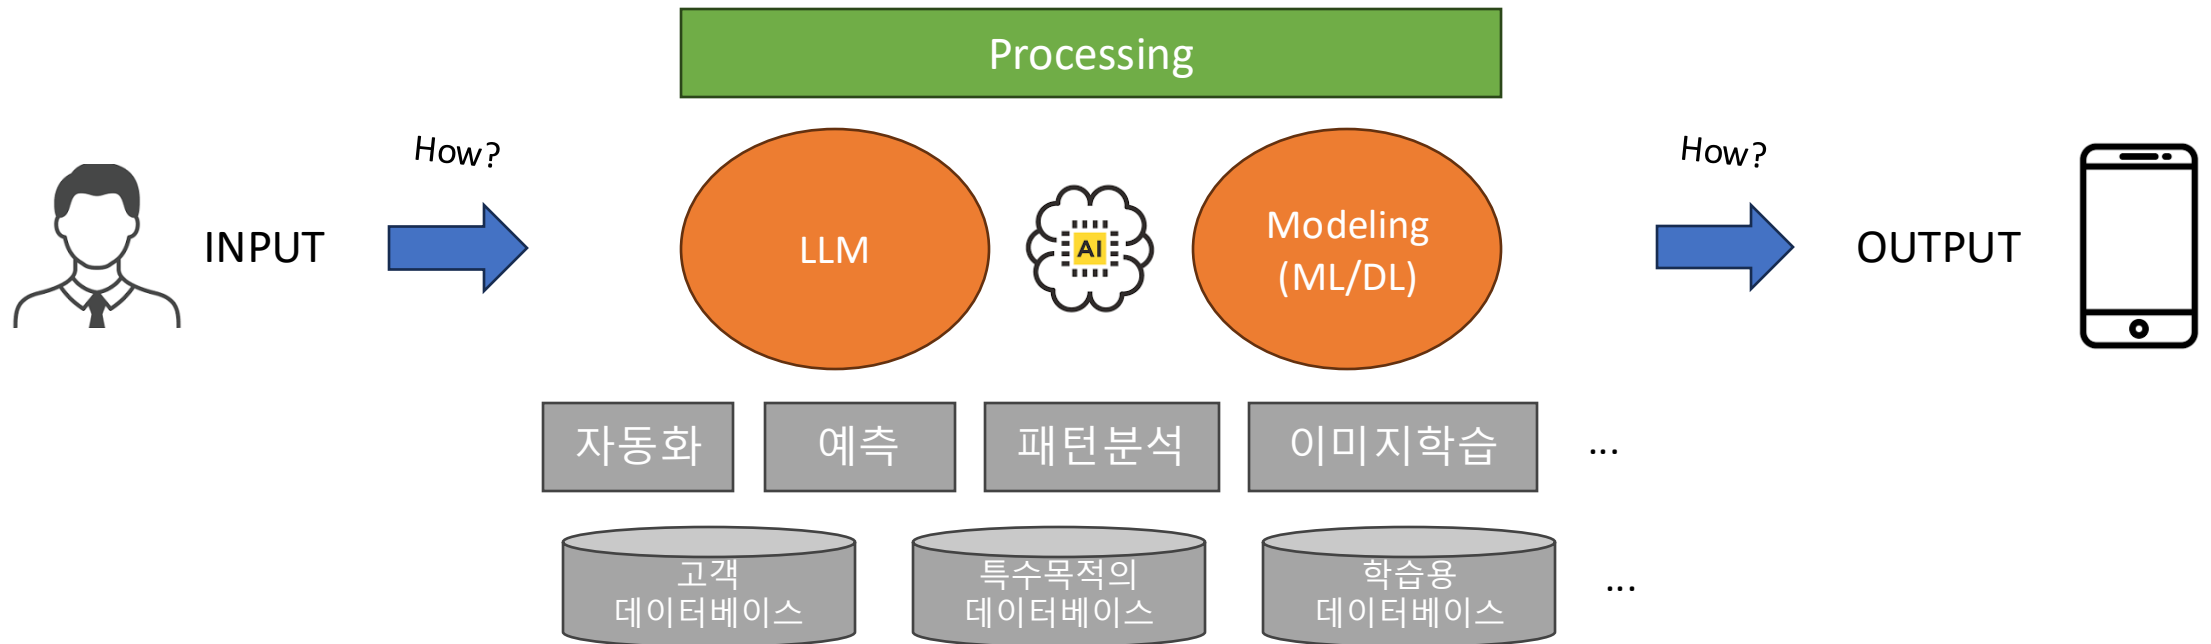 Processing
How?
How?
INPUT
LLM
AI
Modeling
(ML/DL)
OUTPUT
자동화
예측
패턴분석
이미지학습
...
고객
데이터베이스
특수목적의
데이터베이스
학습용
데이터베이스
...